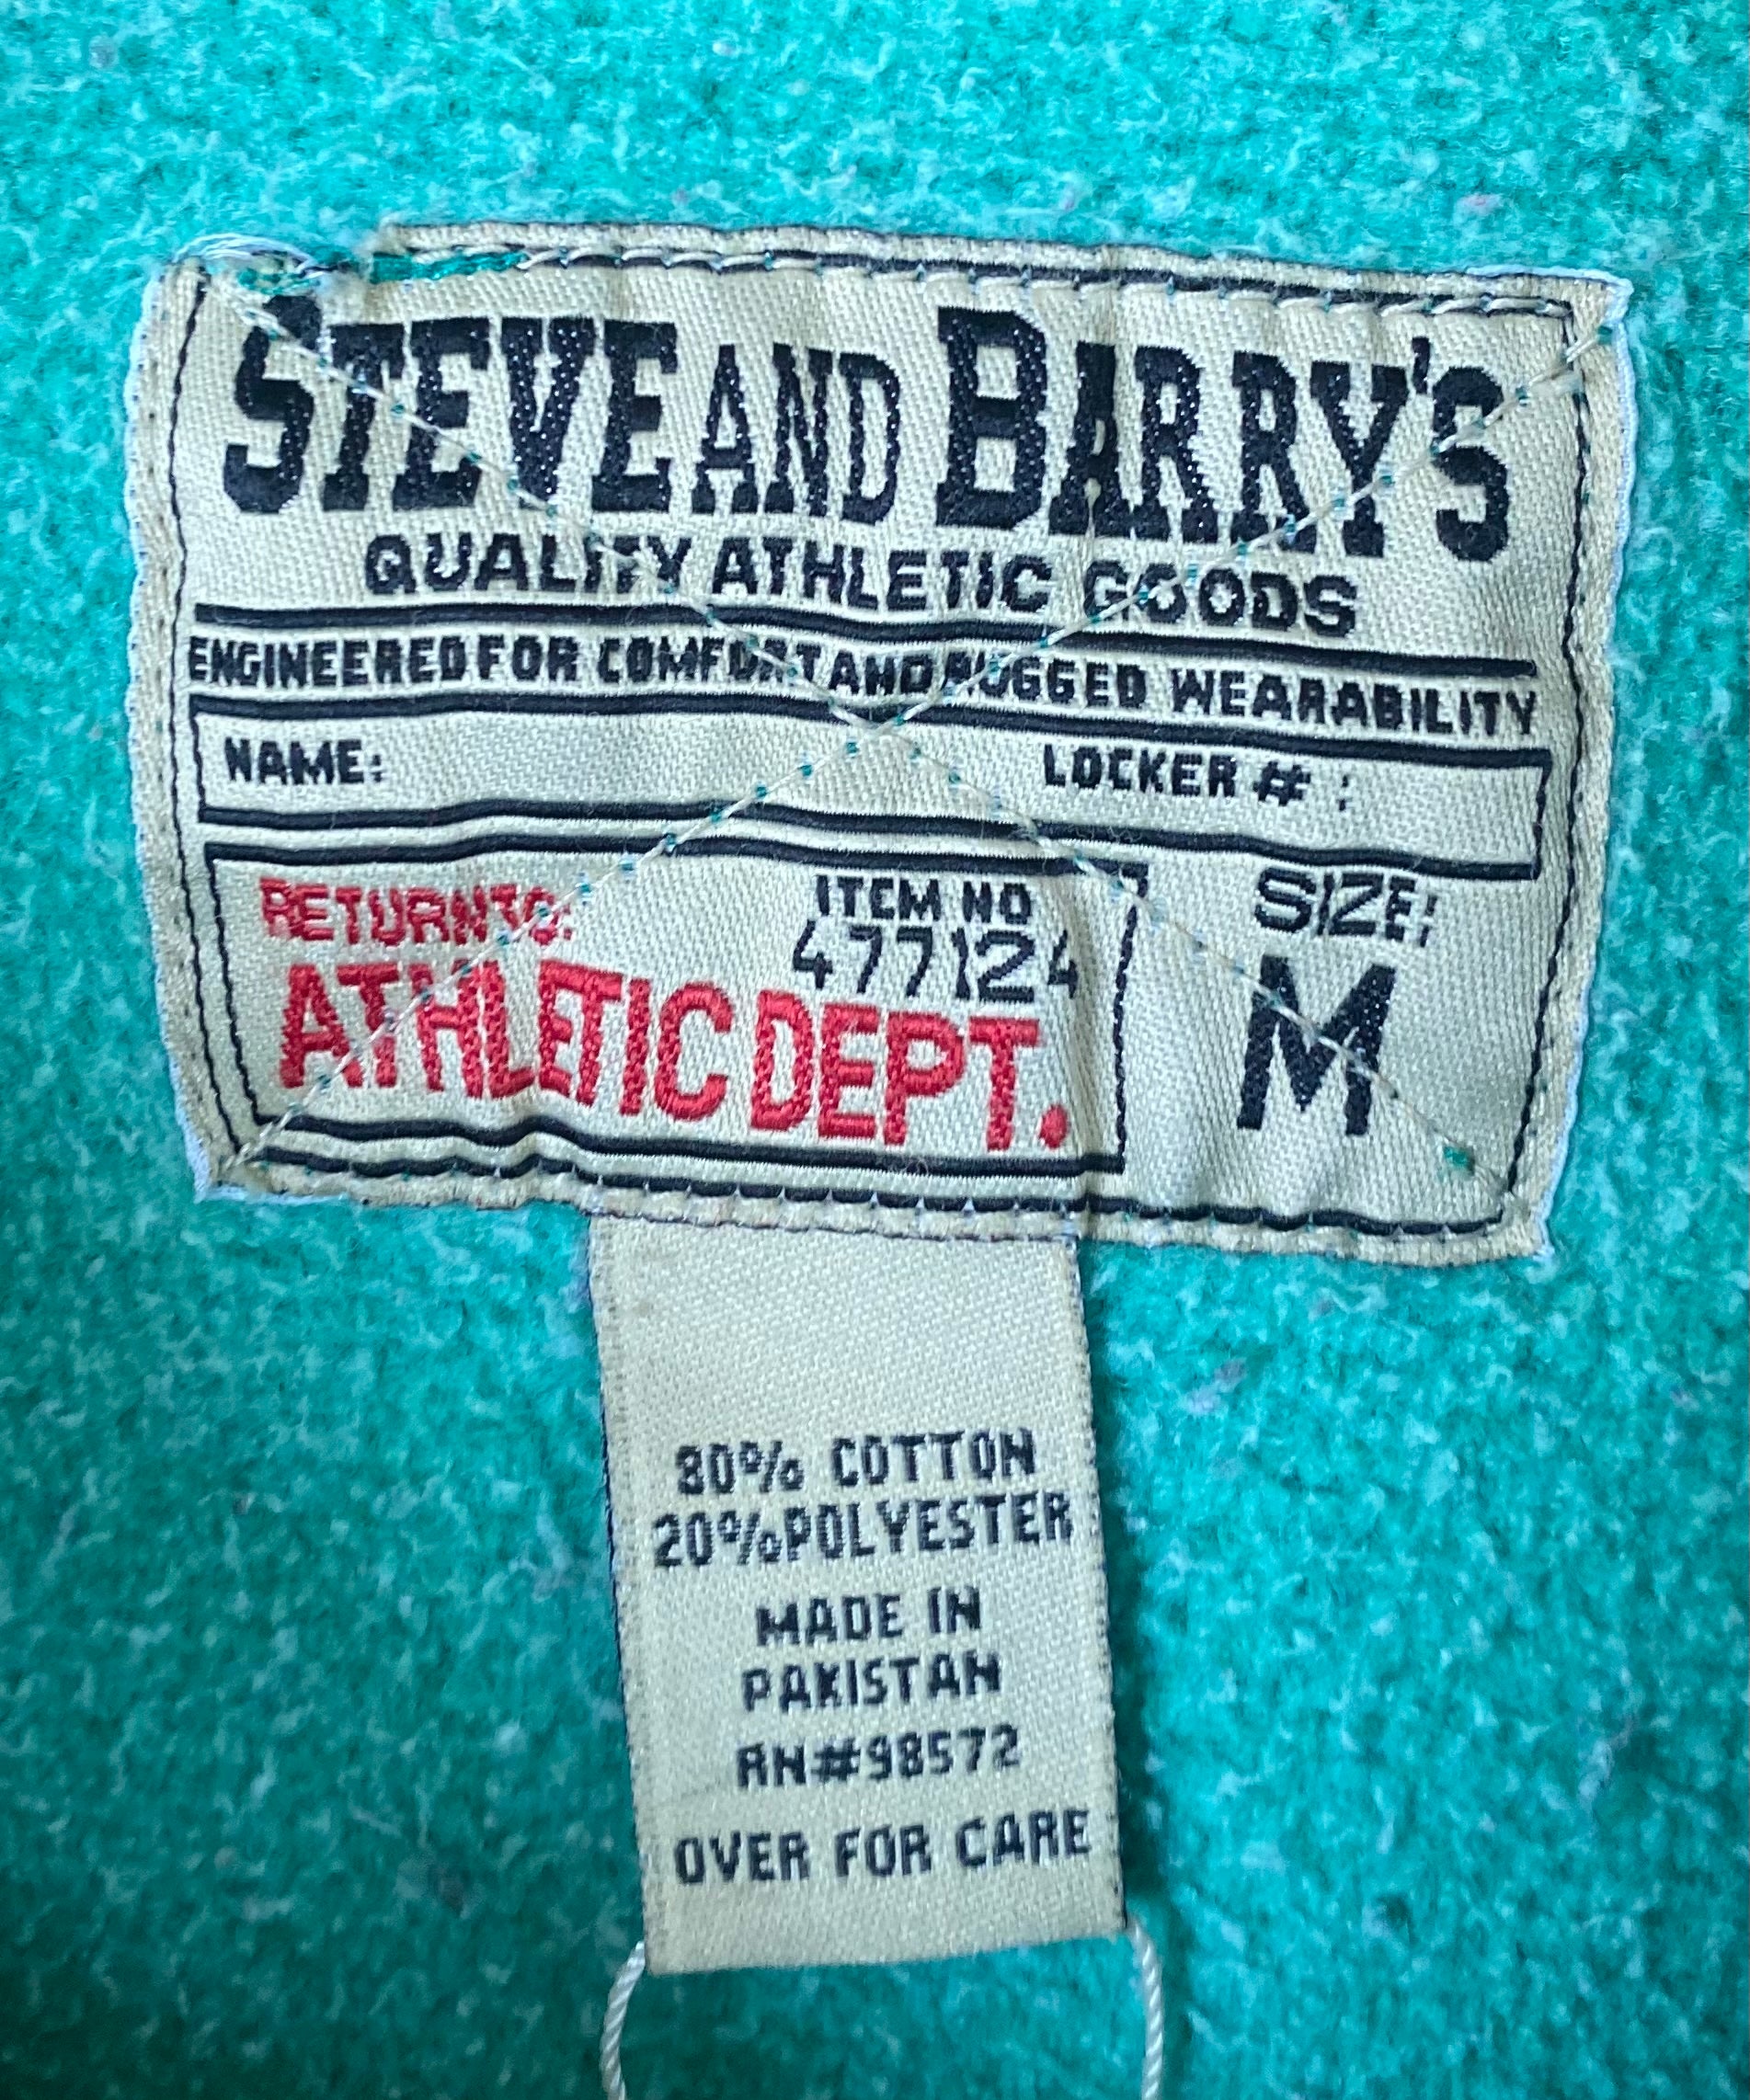 STEVE AND BARRY'S
QUALITY ATHLETIC GOODS
ENGINEERED FOR COMFORT AND RUGGED WEARABILITY
NAME: LOCKER # :
RETURN TO: ITEM NO SIZE:
477124
ATHLETIC DEPT. M
80% COTTON
20% POLYESTER
MADE IN
PAKISTAN
RN#98572
OVER FOR CARE